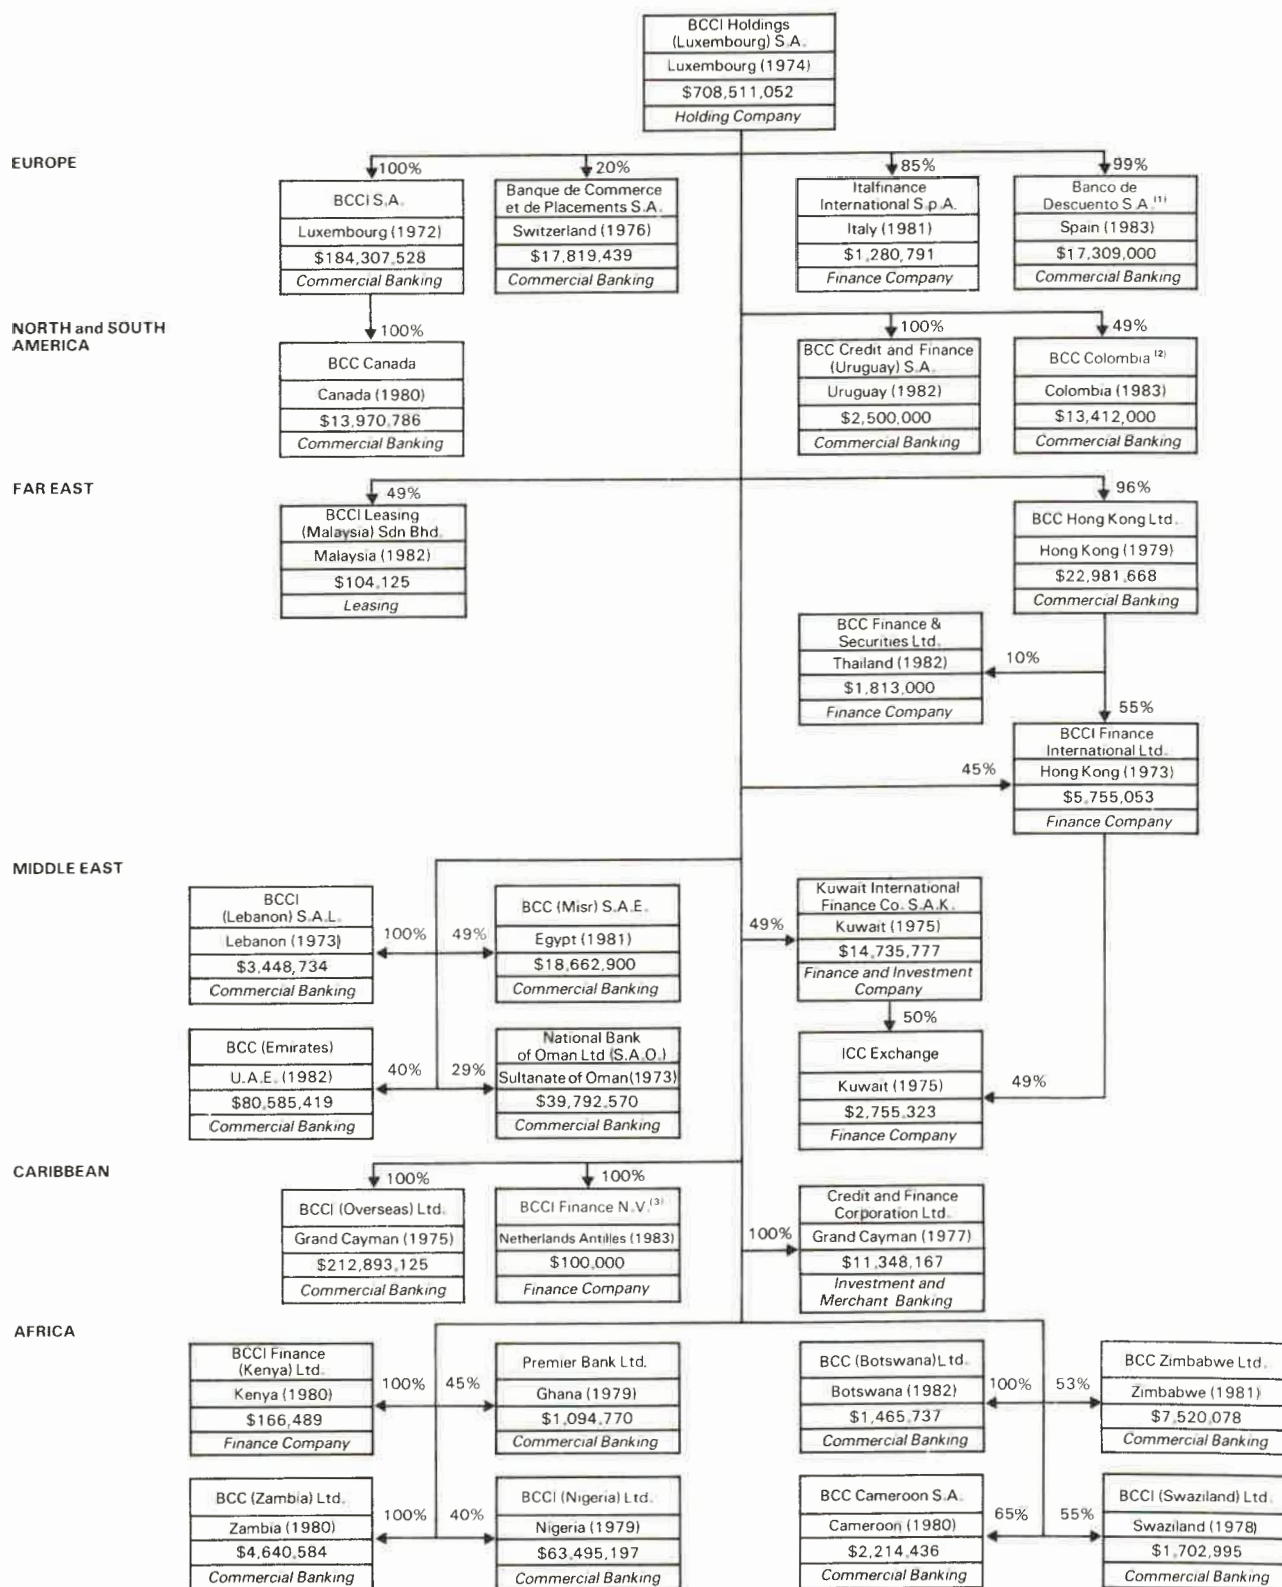 BCCI Holdings
(Luxembourg) S.A.
Luxembourg (1974)
$708,511,052
Holding Company
EUROPE
100%
20%
85%
99%
BCCI S.A.
Luxembourg (1972)
$184,307,528
Commercial Banking
Banque de Commerce
et de Placements S.A.
Switzerland (1976)
$17,819,439
Commercial Banking
Italfinance
International S.p.A.
Italy (1981)
$1,280,791
Finance Company
Banco de
Descuento S.A. (1)
Spain (1983)
$17,309,000
Commercial Banking
NORTH and SOUTH
AMERICA
100%
100%
49%
BCC Canada
Canada (1980)
$13,970,786
Commercial Banking
BCC Credit and Finance
(Uruguay) S.A.
Uruguay (1982)
$2,500,000
Commercial Banking
BCC Colombia (2)
Colombia (1983)
$13,412,000
Commercial Banking
FAR EAST
49%
96%
BCCI Leasing
(Malaysia) Sdn Bhd.
Malaysia (1982)
$104,125
Leasing
BCC Hong Kong Ltd.
Hong Kong (1979)
$22,981,668
Commercial Banking
BCC Finance &
Securities Ltd.
Thailand (1982)
$1,813,000
Finance Company
10%
55%
BCCI Finance
International Ltd.
Hong Kong (1973)
$5,755,053
Finance Company
45%
MIDDLE EAST
BCCI
(Lebanon) S.A.L.
Lebanon (1973)
$3,448,734
Commercial Banking
100%
49%
BCC (Misr) S.A.E.
Egypt (1981)
$18,662,900
Commercial Banking
49%
Kuwait International
Finance Co. S.A.K.
Kuwait (1975)
$14,735,777
Finance and Investment
Company
50%
BCC (Emirates)
U.A.E. (1982)
$80,585,419
Commercial Banking
40%
29%
National Bank
of Oman Ltd (S.A.O.)
Sultanate of Oman (1973)
$39,792,570
Commercial Banking
ICC Exchange
Kuwait (1975)
$2,755,323
Finance Company
49%
CARIBBEAN
100%
100%
BCCI (Overseas) Ltd.
Grand Cayman (1975)
$212,893,125
Commercial Banking
BCCI Finance N.V. (3)
Netherlands Antilles (1983)
$100,000
Finance Company
100%
Credit and Finance
Corporation Ltd.
Grand Cayman (1977)
$11,348,167
Investment and
Merchant Banking
AFRICA
BCCI Finance
(Kenya) Ltd.
Kenya (1980)
$166,489
Finance Company
100%
45%
Premier Bank Ltd.
Ghana (1979)
$1,094,770
Commercial Banking
BCC (Botswana) Ltd.
Botswana (1982)
$1,465,737
Commercial Banking
100%
53%
BCC Zimbabwe Ltd.
Zimbabwe (1981)
$7,520,078
Commercial Banking
BCC (Zambia) Ltd.
Zambia (1980)
$4,640,584
Commercial Banking
100%
40%
BCCI (Nigeria) Ltd.
Nigeria (1979)
$63,495,197
Commercial Banking
BCC Cameroon S.A.
Cameroon (1980)
$2,214,436
Commercial Banking
65%
55%
BCCI (Swaziland) Ltd.
Swaziland (1978)
$1,702,995
Commercial Banking